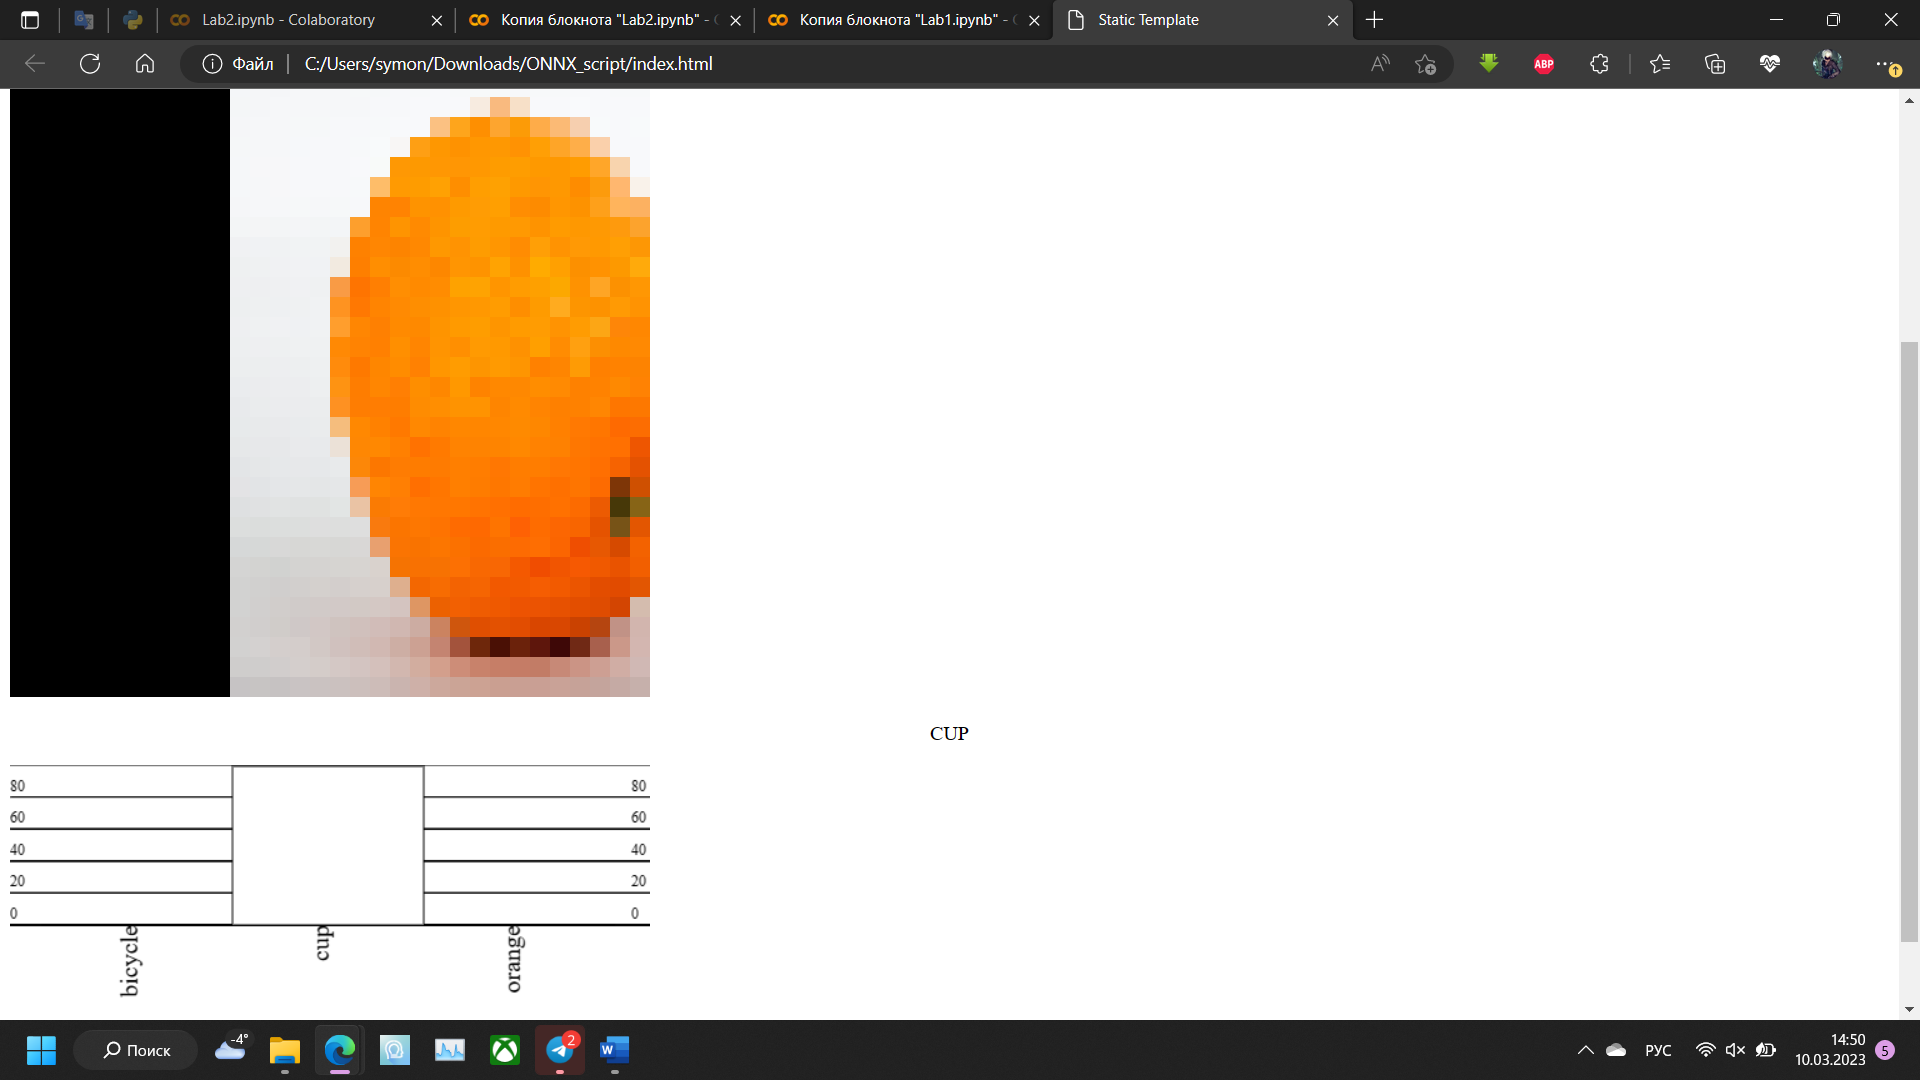 Lab2.ipynb - Colaboratory
Копия блокнота "Lab2.ipynb" -
Копия блокнота "Lab1.ipynb" -
Static Template
Файл
C:/Users/symon/Downloads/ONNX_script/index.html
ABP
CUP
80 80
60 60
40 40
20 20
0 0
bicycle cup orange
Поиск
-4°
2
W
РУС
14:50
10.03.2023
5